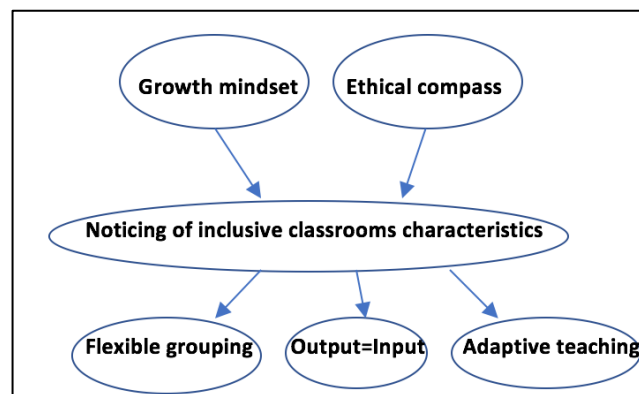 Growth mindset
Ethical compass
Noticing of inclusive classrooms characteristics
Flexible grouping
Output=Input
Adaptive teaching